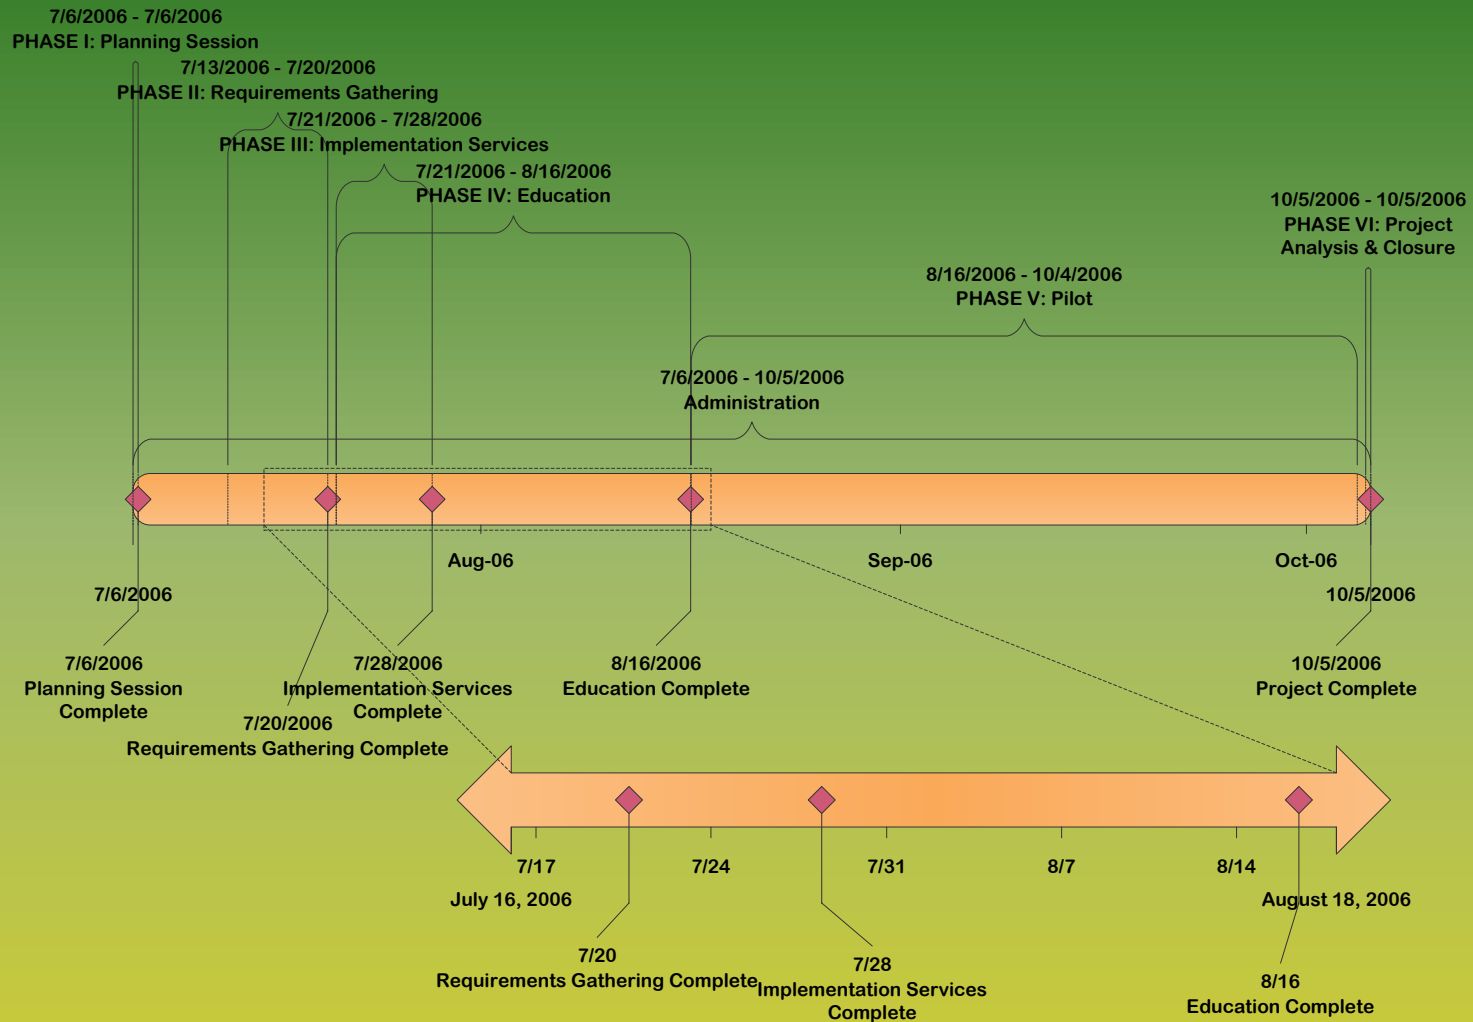 7/6/2006 - 7/6/2006
PHASE I: Planning Session
7/13/2006 - 7/20/2006
PHASE II: Requirements Gathering
7/21/2006 - 7/28/2006
PHASE III: Implementation Services
7/21/2006 - 8/16/2006
PHASE IV: Education
10/5/2006 - 10/5/2006
PHASE VI: Project
Analysis & Closure
8/16/2006 - 10/4/2006
PHASE V: Pilot
7/6/2006 - 10/5/2006
Administration
Aug-06
Sep-06
Oct-06
7/6/2006
10/5/2006
7/6/2006
Planning Session
Complete
7/28/2006
Implementation Services
Complete
8/16/2006
Education Complete
10/5/2006
Project Complete
7/20/2006
Requirements Gathering Complete
7/17
7/24
7/31
8/7
8/14
July 16, 2006
August 18, 2006
7/20
Requirements Gathering Complete
7/28
Implementation Services
Complete
8/16
Education Complete